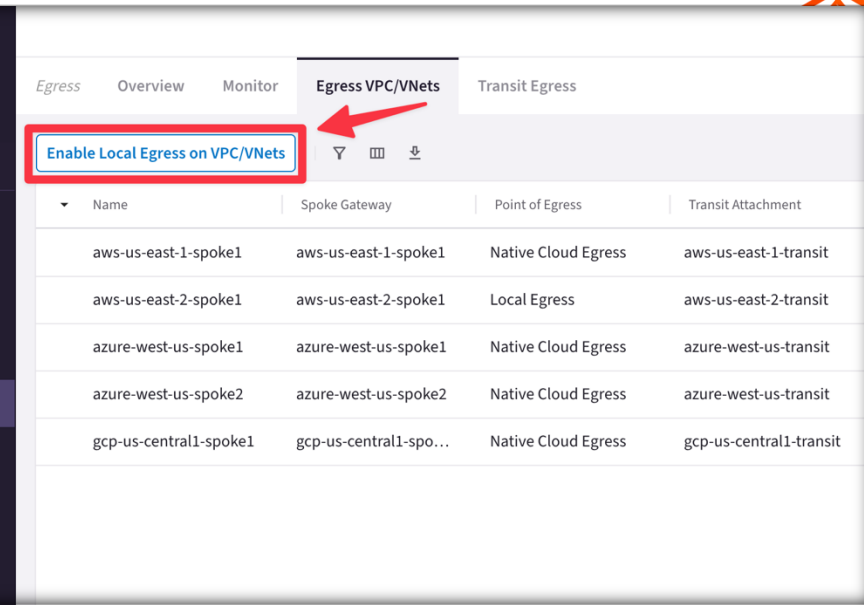 Egress Overview Monitor Egress VPC/VNets Transit Egress
Enable Local Egress on VPC/VNets
Name Spoke Gateway Point of Egress Transit Attachment
aws-us-east-1-spoke1 aws-us-east-1-spoke1 Native Cloud Egress aws-us-east-1-transit
aws-us-east-2-spoke1 aws-us-east-2-spoke1 Local Egress aws-us-east-2-transit
azure-west-us-spoke1 azure-west-us-spoke1 Native Cloud Egress azure-west-us-transit
azure-west-us-spoke2 azure-west-us-spoke2 Native Cloud Egress azure-west-us-transit
gcp-us-central1-spoke1 gcp-us-central1-spo... Native Cloud Egress gcp-us-central1-transit